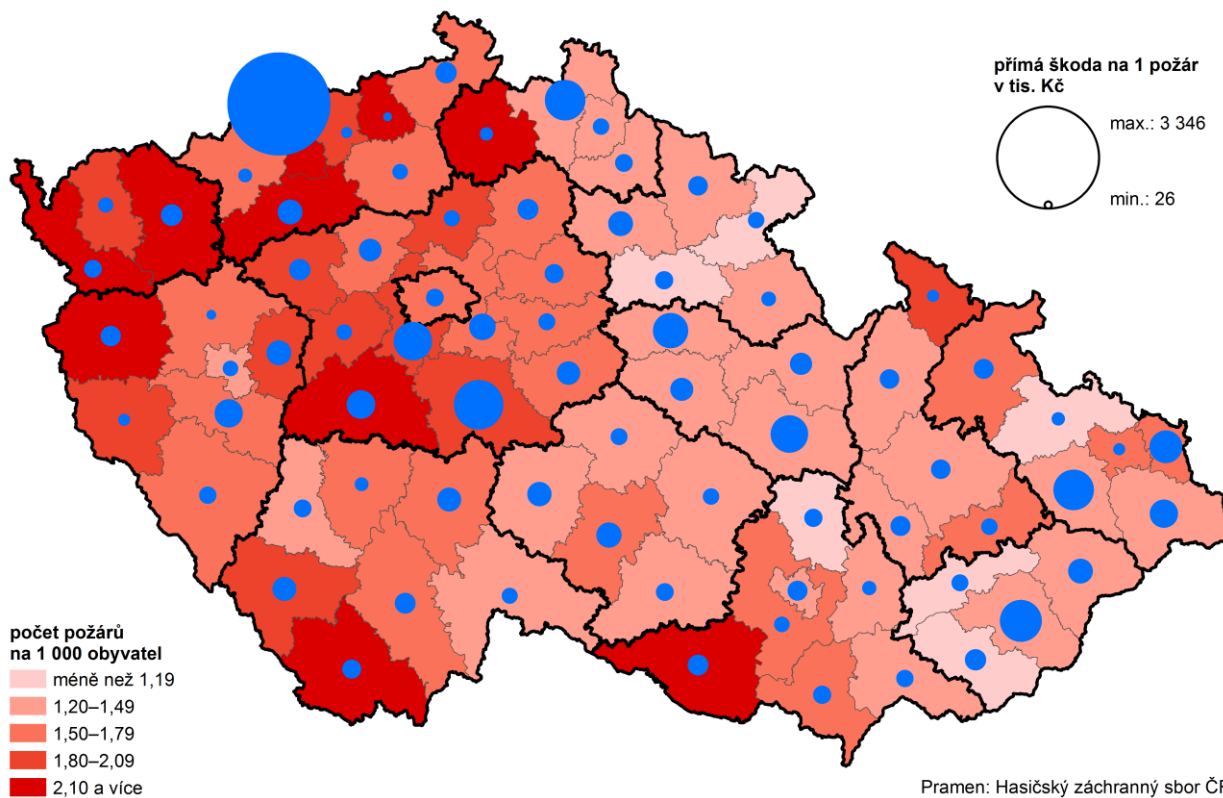 přímá škoda na 1 požár
v tis. Kč
max.: 3 346
min.: 26
počet požárů
na 1 000 obyvatel
méně než 1,19
1,20–1,49
1,50–1,79
1,80–2,09
2,10 a více
Pramen: Hasičský záchranný sbor ČR